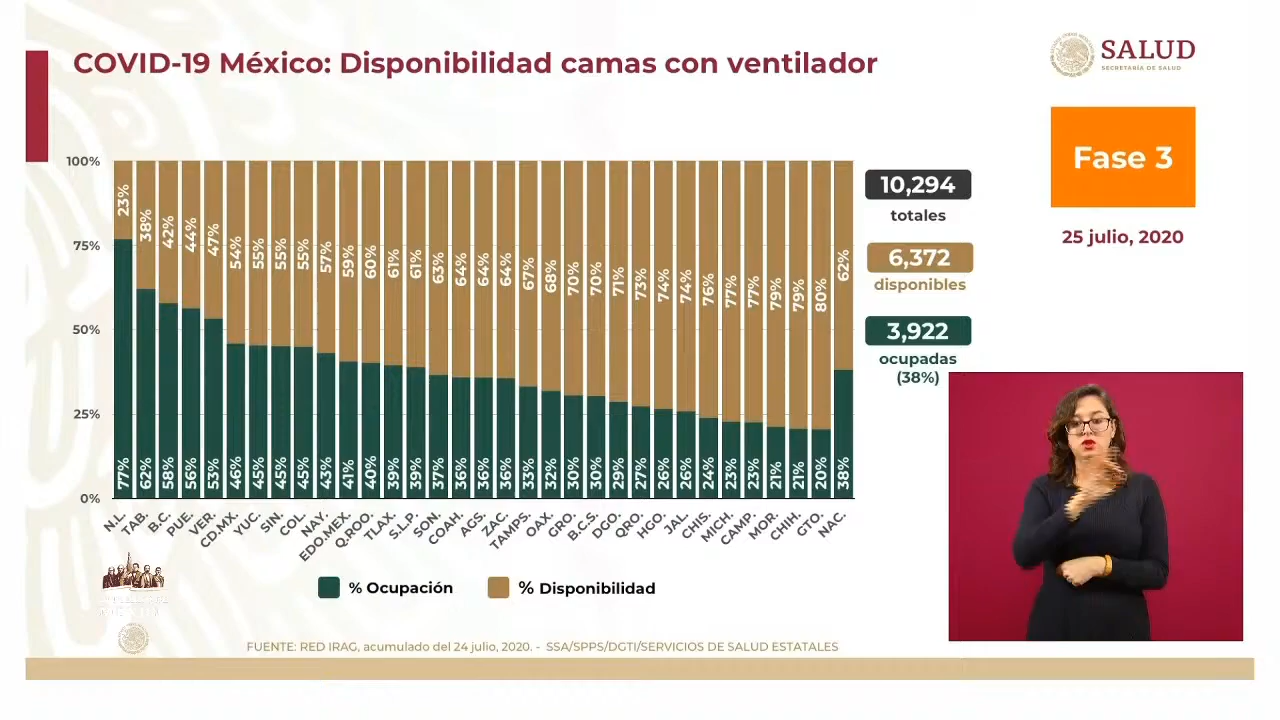 COVID-19 México: Disponibilidad camas con ventilador
SALUD
SECRETARÍA DE SALUD
Fase 3
25 julio, 2020
100%
75%
50%
25%
0%
23% 38% 42% 44% 47% 54% 55% 55% 55% 57% 59% 60% 61% 61% 63% 64% 64% 64% 67% 68% 70% 70% 71% 73% 74% 74% 76% 77% 77% 79% 79% 80% 62%
77% 62% 58% 56% 53% 46% 45% 45% 45% 43% 41% 40% 39% 39% 37% 36% 36% 36% 33% 32% 30% 30% 29% 27% 26% 26% 24% 23% 23% 21% 21% 20% 38%
N.L. TAB. B.C. PUE. VER. CD.MX. YUC. SIN. COL. NAY. EDO.MEX. Q.ROO. TLAX. S.L.P. SON. COAH. AGS. ZAC. TAMPS. OAX. GRO. B.C.S. DGO. QRO. HGO. JAL. CHIS. MICH. CAMP. MOR. CHIH. GTO. NAC.
10,294
totales
6,372
disponibles
3,922
ocupadas
(38%)
% Ocupación
% Disponibilidad
FUENTE: RED IRAG, acumulado del 24 julio, 2020. - SSA/SPPS/DGTI/SERVICIOS DE SALUD ESTATALES